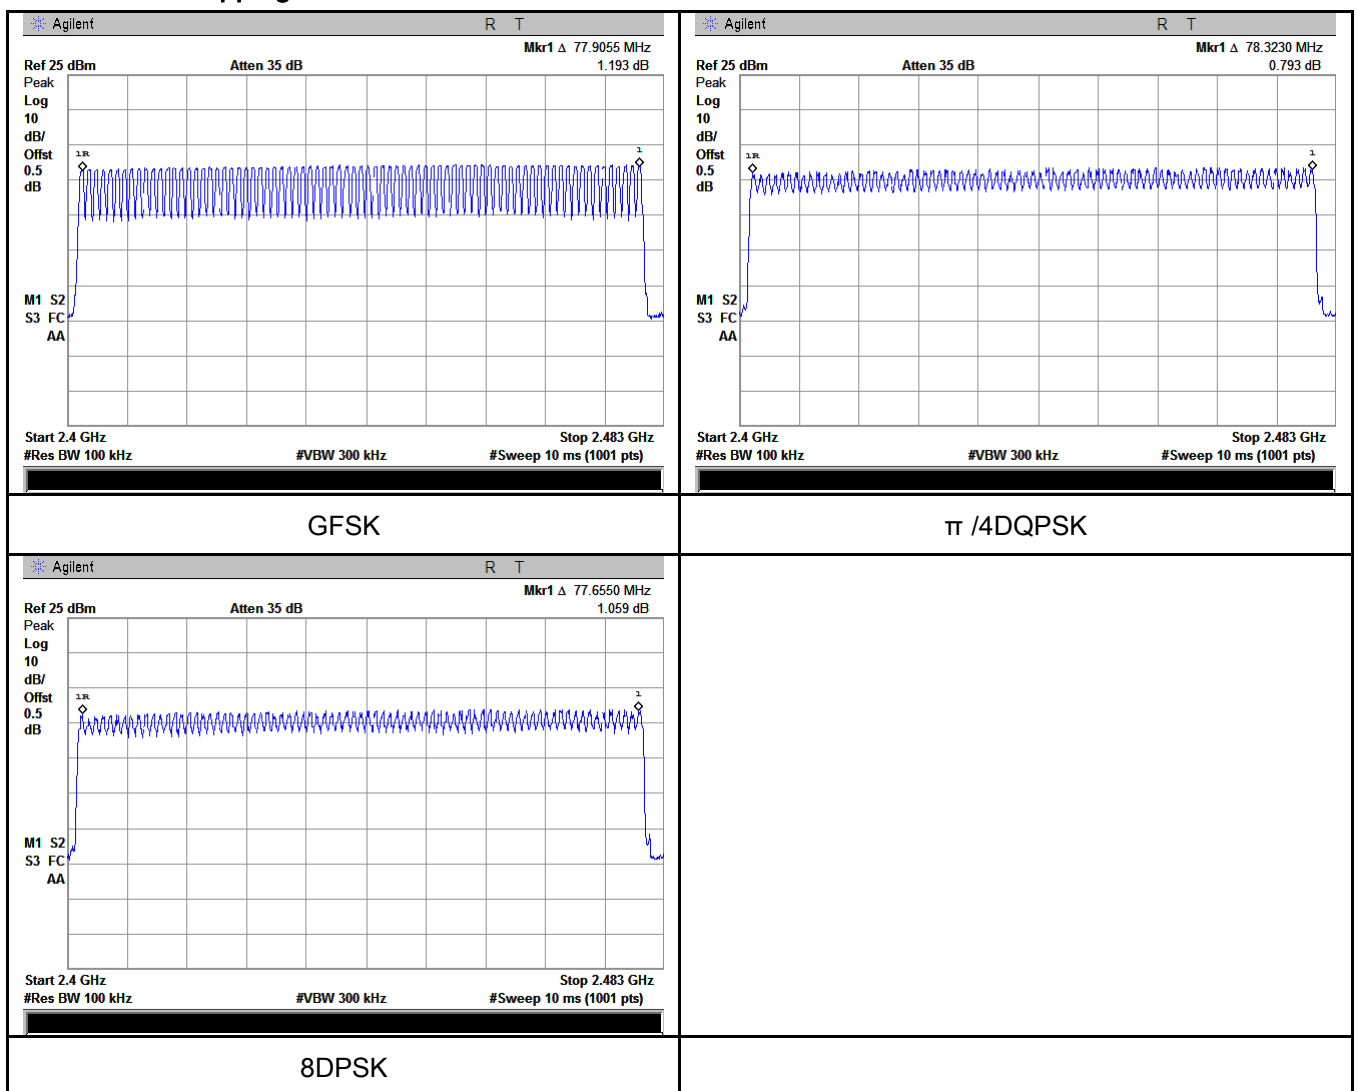 Agilent R T
Mkr1 Δ 77.9055 MHz
Ref 25 dBm Atten 35 dB 1.193 dB
Peak
Log
10
dB/
Offst
0.5
dB
1R
1
M1 S2
S3 FC
AA
Start 2.4 GHz Stop 2.483 GHz
#Res BW 100 kHz #VBW 300 kHz #Sweep 10 ms (1001 pts)
GFSK
Agilent R T
Mkr1 Δ 78.3230 MHz
Ref 25 dBm Atten 35 dB 0.793 dB
Peak
Log
10
dB/
Offst
0.5
dB
1R
1
M1 S2
S3 FC
AA
Start 2.4 GHz Stop 2.483 GHz
#Res BW 100 kHz #VBW 300 kHz #Sweep 10 ms (1001 pts)
π /4DQPSK
Agilent R T
Mkr1 Δ 77.6550 MHz
Ref 25 dBm Atten 35 dB 1.059 dB
Peak
Log
10
dB/
Offst
0.5
dB
1R
1
M1 S2
S3 FC
AA
Start 2.4 GHz Stop 2.483 GHz
#Res BW 100 kHz #VBW 300 kHz #Sweep 10 ms (1001 pts)
8DPSK